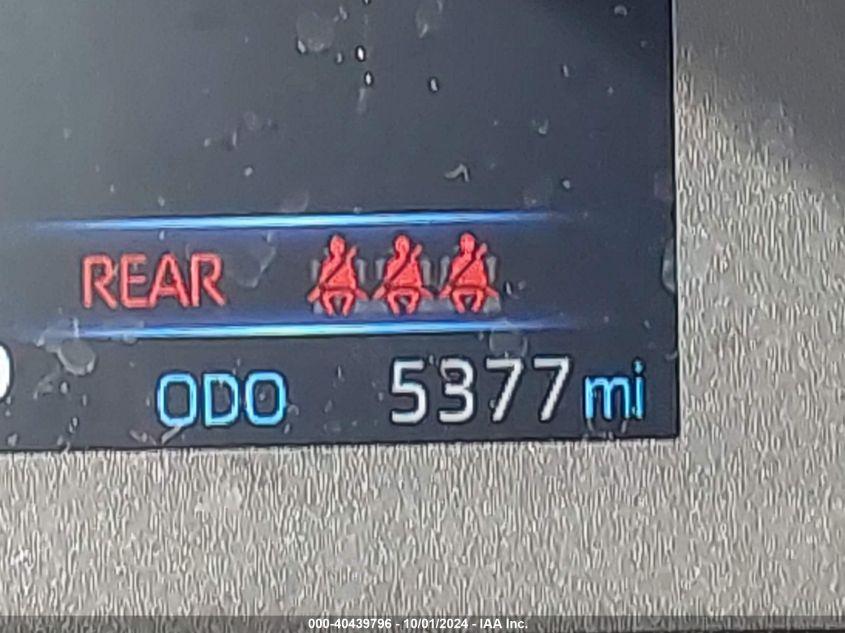 REAR
ODO 5377 mi
000-40439796 - 10/01/2024 - IAA Inc.